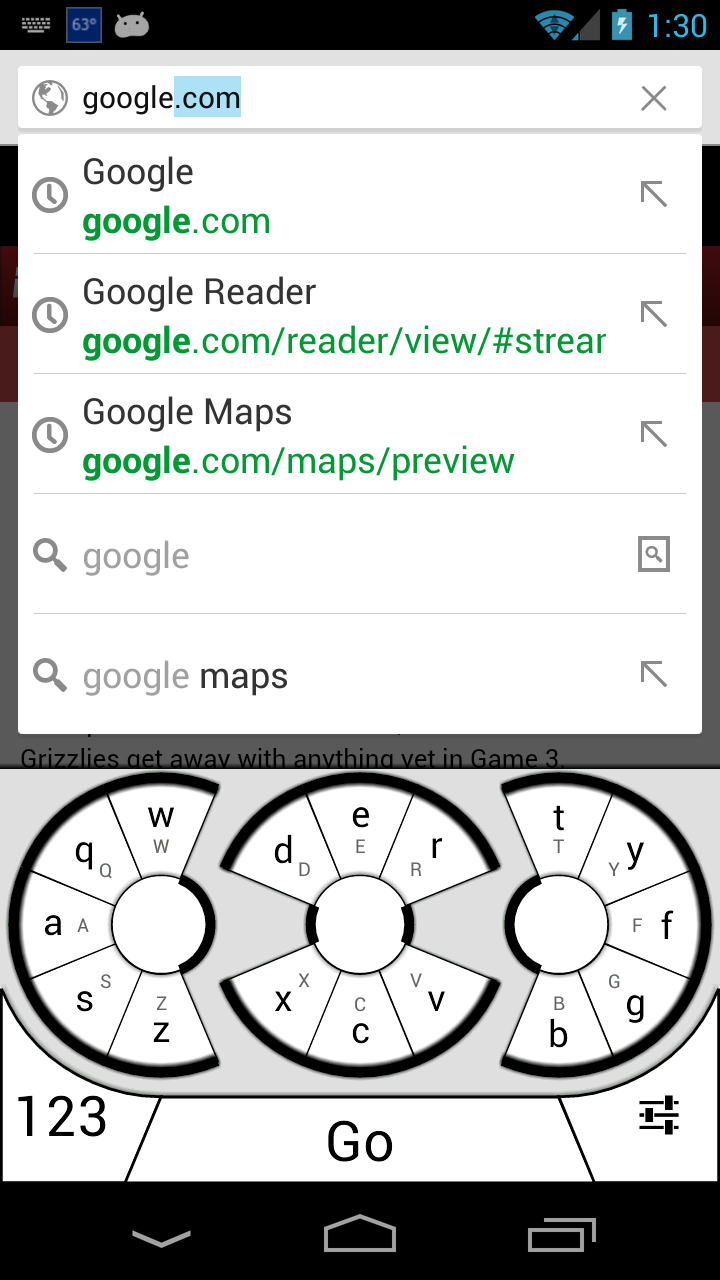 63°
1:30
google.com
Google
google.com
Google Reader
google.com/reader/view/#strear
Google Maps
google.com/maps/preview
google
google maps
Grizzlies get away with anything yet in Game 3.
w W
q Q
a A
s S
z Z
e E
d D
r R
x X
c C
v V
t T
y Y
f F
g G
b B
123
Go